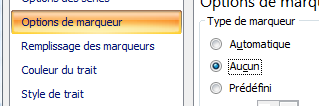 Options des séries
Options de marqueur
Remplissage des marqueurs
Couleur du trait
Style de trait
Options de marq
Type de marqueur
Automatique
Aucun
Prédéfini